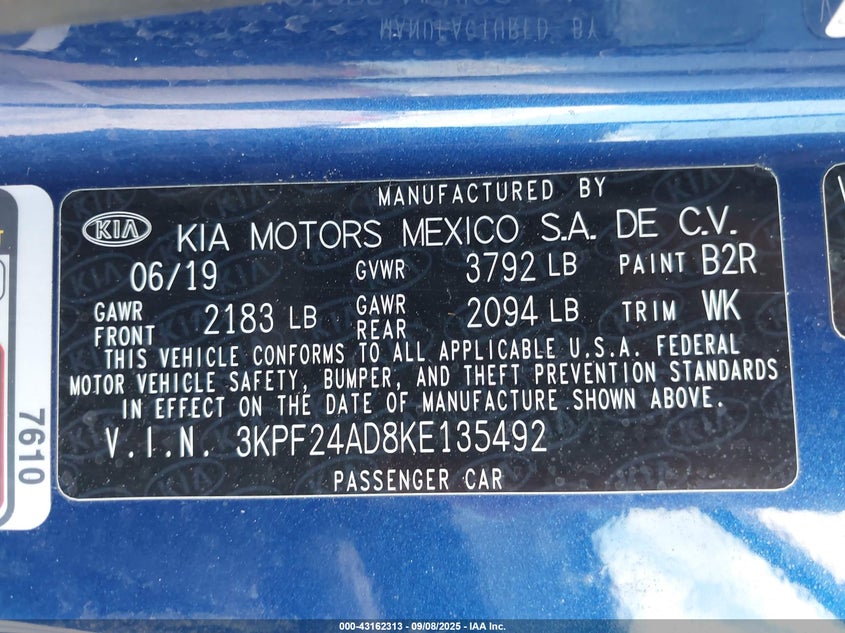 MANUFACTURED BY
MANUFACTURED BY
KIA KIA MOTORS MEXICO S.A. DE C.V.
06/19 GVWR 3792 LB PAINT B2R
GAWR FRONT 2183 LB GAWR REAR 2094 LB TRIM WK
THIS VEHICLE CONFORMS TO ALL APPLICABLE U.S.A. FEDERAL
MOTOR VEHICLE SAFETY, BUMPER, AND THEFT PREVENTION STANDARDS
IN EFFECT ON THE DATE OF MANUFACTURE SHOWN ABOVE.
V.I.N. 3KPF24AD8KE135492
PASSENGER CAR
7610
000-43162313 - 09/08/2025 - IAA Inc.